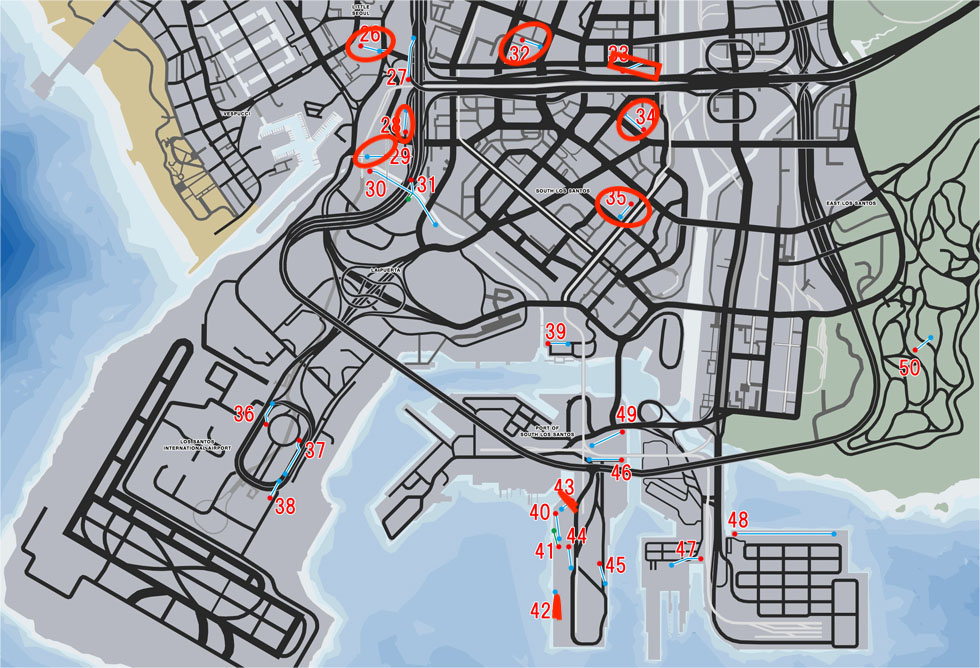 LITTLE
SEOUL
26
32
33
27
VESPUCCI
28
34
29
30
31
SOUTH LOS SANTOS
35
EAST LOS SANTOS
LA PUERTA
39
50
36
49
PORT OF
SOUTH LOS SANTOS
LOS SANTOS
INTERNATIONAL AIRPORT
37
46
38
43
40
48
41
44
47
45
42